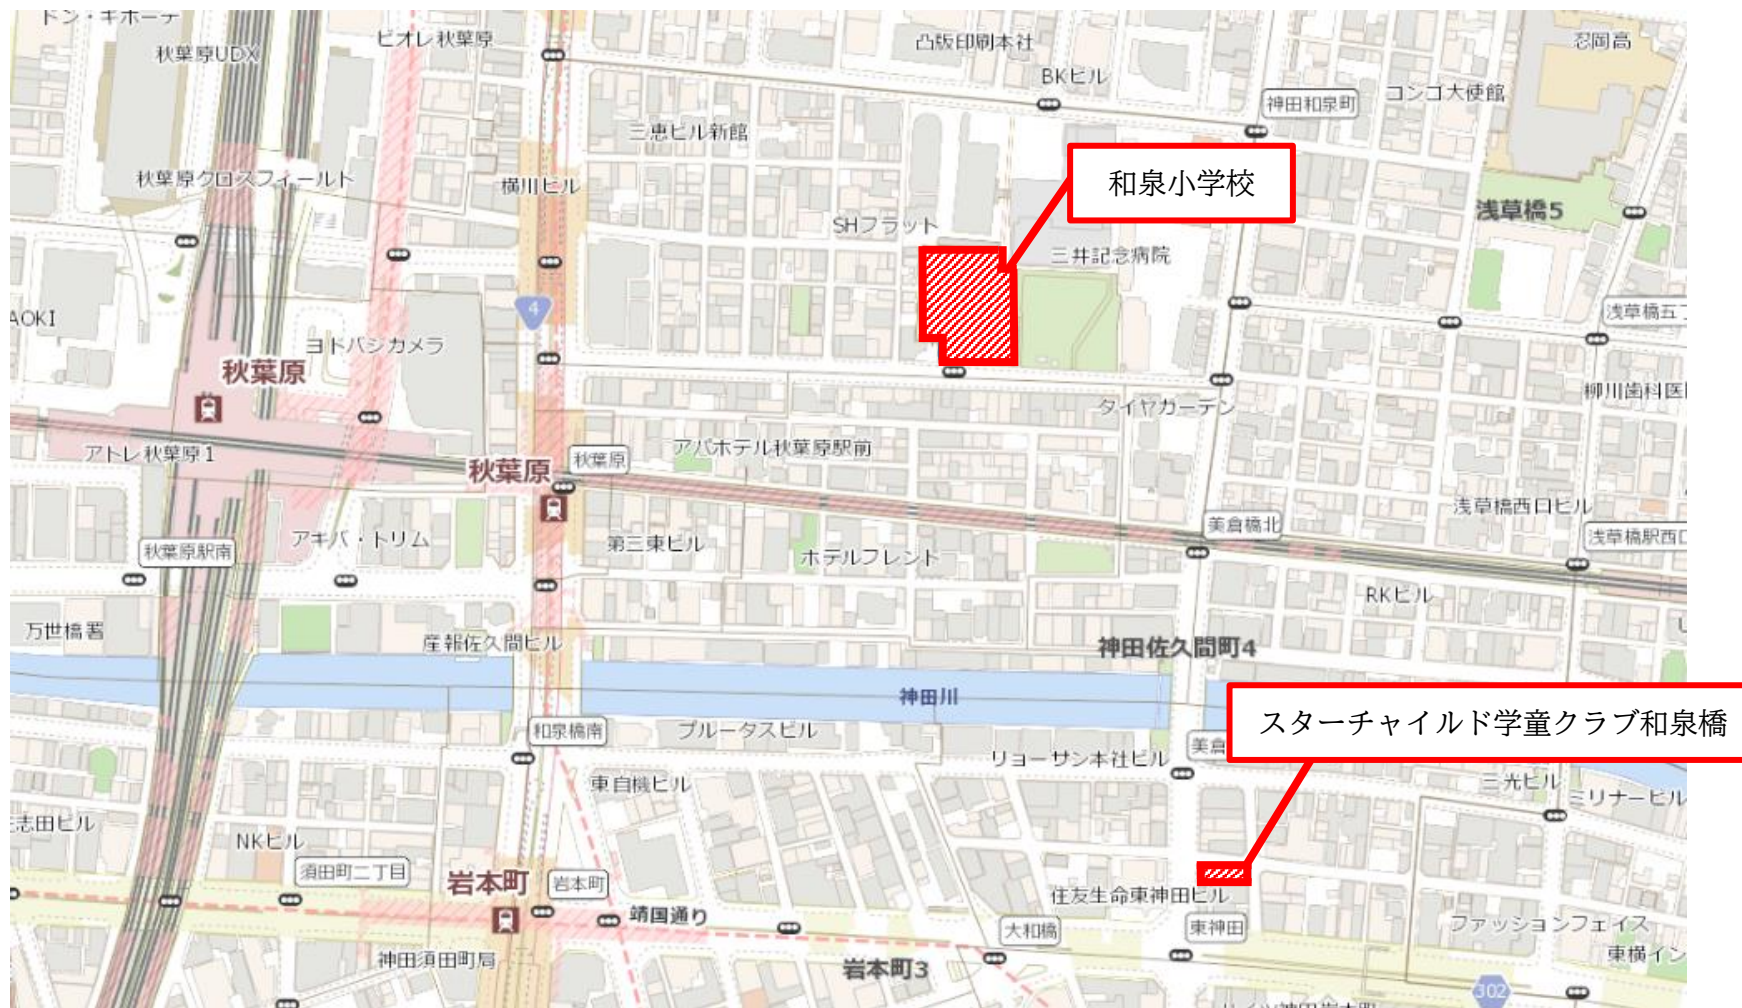 ドン・キホーテ
秋葉原UDX
ビオレ秋葉原
凸版印刷本社
忍岡高
BKビル
コンゴ大使館
神田和泉町
三恵ビル新館
秋葉原クロスフィールド
横川ビル
和泉小学校
浅草橋5
SHフラット
三井記念病院
4
AOKI
ヨドバシカメラ
浅草橋五
秋葉原
柳川歯科医
タイヤガーデン
アトレ秋葉原1
秋葉原
秋葉原
アパホテル秋葉原駅前
浅草橋西口ビル
美倉橋北
秋葉原駅南
アキバ・トリム
第三東ビル
ホテルフレント
浅草橋駅西口
RKビル
万世橋署
産報佐久間ビル
神田佐久間町4
神田川
和泉橋南
プルータスビル
スターチャイルド学童クラブ和泉橋
リョーサン本社ビル
美倉
東自機ビル
三光ビル
ミリナービル
志田ビル
NKビル
須田町二丁目
岩本町
岩本町
住友生命東神田ビル
靖国通り
大和橋
東神田
ファッションフェイス
神田須田町局
岩本町3
東横イン
302